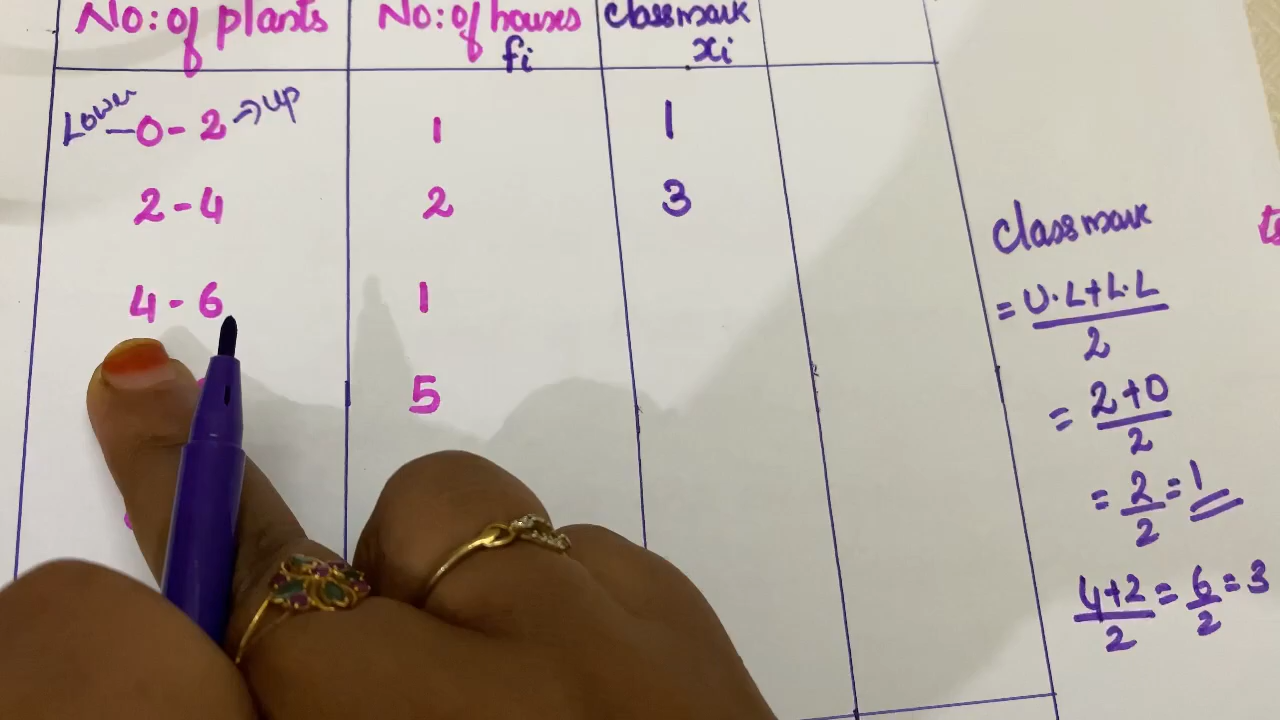 No: of plants No: of houses fi Classmark xi
Lower 0-2 → up 1 1
2-4 2 3
4-6 1
5
Classmark
= U.L+L.L / 2
= 2+0 / 2
= 2/2 = 1
4+2 / 2 = 6/2 = 3